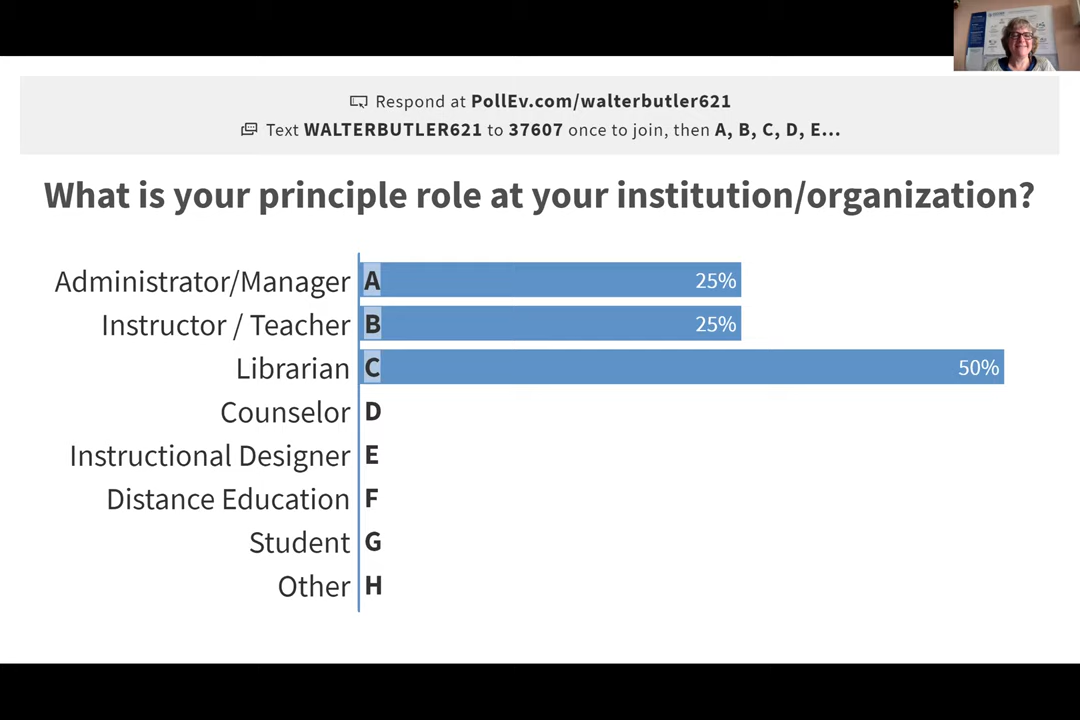 Respond at PollEv.com/walterbutler621
Text WALTERBUTLER621 to 37607 once to join, then A, B, C, D, E...
What is your principle role at your institution/organization?
Administrator/Manager A 25%
Instructor / Teacher B 25%
Librarian C 50%
Counselor D
Instructional Designer E
Distance Education F
Student G
Other H